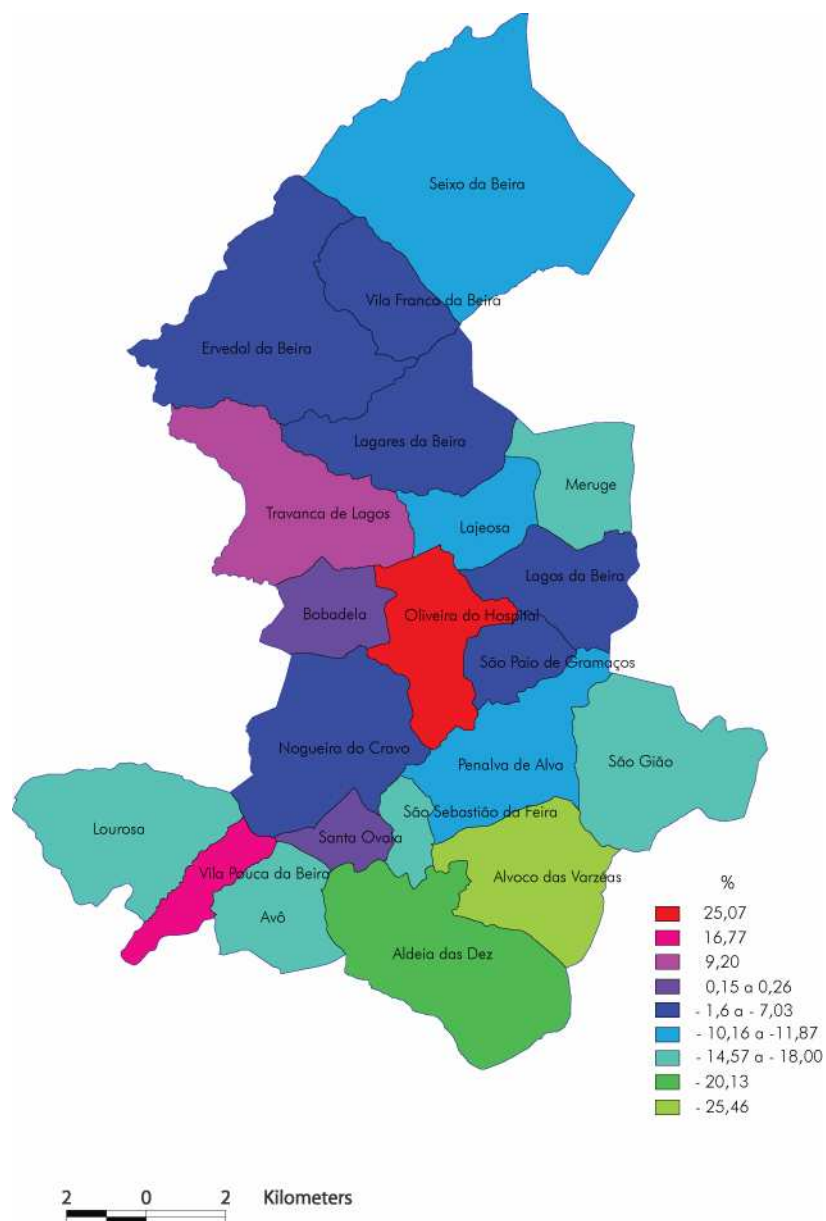 Seixo da Beira
Vila Franca da Beira
Ervedal da Beira
Lagares da Beira
Meruge
Travanca de Lagos
Lajeosa
Lagos da Beira
Bobadela
Oliveira do Hospital
São Paio de Gramaços
Nogueira do Cravo
Penalva de Alva
São Gião
Lourosa
São Sebastião da Feira
Santa Ovaia
Vila Pouca da Beira
Alvoco das Varzeas
Avô
Aldeia das Dez
%
25,07
16,77
9,20
0,15 a 0,26
- 1,6 a - 7,03
- 10,16 a -11,87
- 14,57 a - 18,00
- 20,13
- 25,46
2 0 2 Kilometers